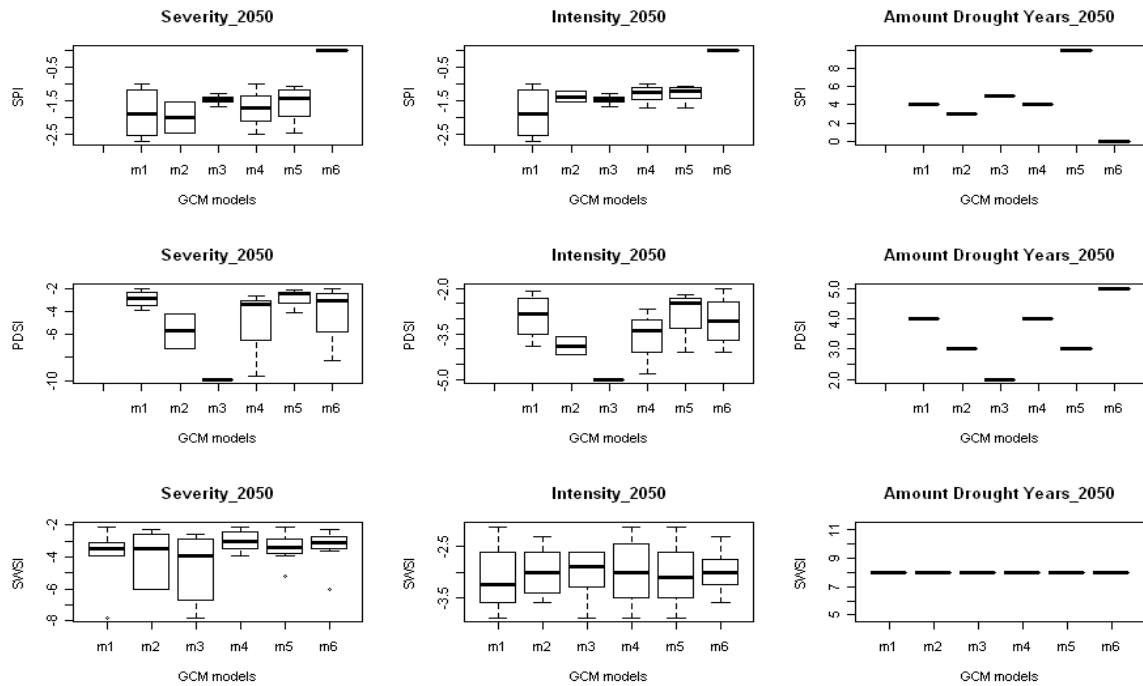 Severity_2050
Intensity_2050
Amount Drought Years_2050
SPI
-2.5 -1.5 -0.5
m1 m2 m3 m4 m5 m6
GCM models
SPI
-2.5 -1.5 -0.5
m1 m2 m3 m4 m5 m6
GCM models
SPI
0 2 4 6 8
m1 m2 m3 m4 m5 m6
GCM models
Severity_2050
Intensity_2050
Amount Drought Years_2050
PDSI
-10 -6 -4 -2
m1 m2 m3 m4 m5 m6
GCM models
PDSI
-5.0 -3.5 -2.0
m1 m2 m3 m4 m5 m6
GCM models
PDSI
2.0 3.0 4.0 5.0
m1 m2 m3 m4 m5 m6
GCM models
Severity_2050
Intensity_2050
Amount Drought Years_2050
SWSI
-8 -6 -4 -2
m1 m2 m3 m4 m5 m6
GCM models
SWSI
-3.5 -2.5
m1 m2 m3 m4 m5 m6
GCM models
SWSI
5 7 9 11
m1 m2 m3 m4 m5 m6
GCM models